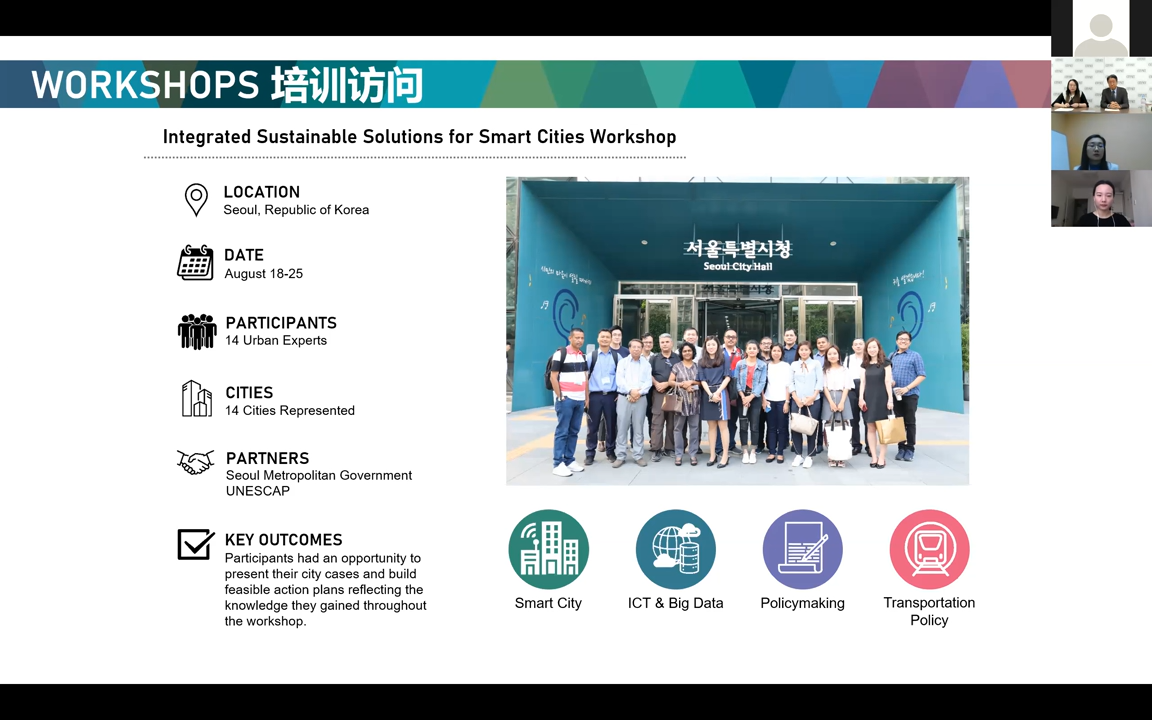 WORKSHOPS 培训访问
Integrated Sustainable Solutions for Smart Cities Workshop
LOCATION
Seoul, Republic of Korea
DATE
August 18-25
PARTICIPANTS
14 Urban Experts
CITIES
14 Cities Represented
PARTNERS
Seoul Metropolitan Government
UNESCAP
KEY OUTCOMES
Participants had an opportunity to
present their city cases and build
feasible action plans reflecting the
knowledge they gained throughout
the workshop.
서울특별시청
Seoul City Hall
Smart City
ICT & Big Data
Policymaking
Transportation
Policy